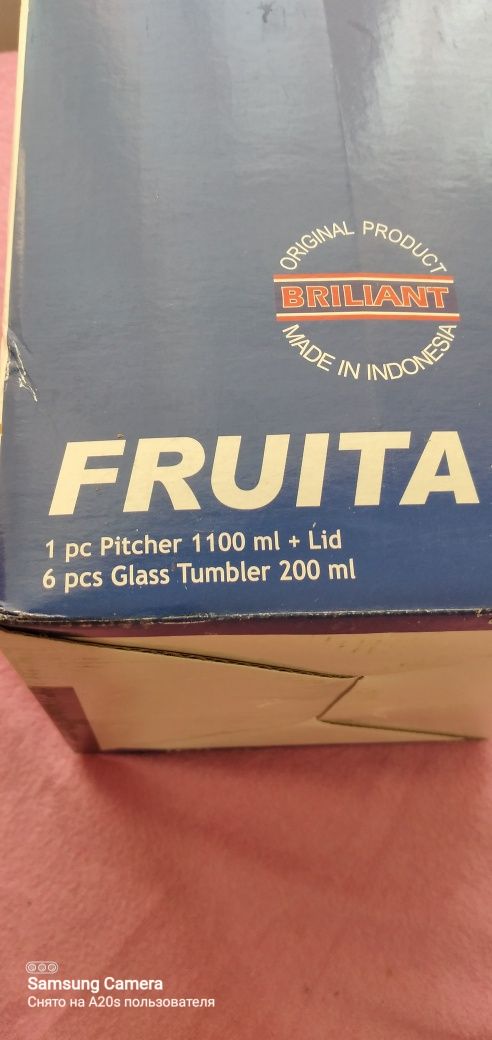 ORIGINAL PRODUCT
BRILIANT
MADE IN INDONESIA
FRUITA
1 pc Pitcher 1100 ml + Lid
6 pcs Glass Tumbler 200 ml
Samsung Camera
Снято на A20s пользователя